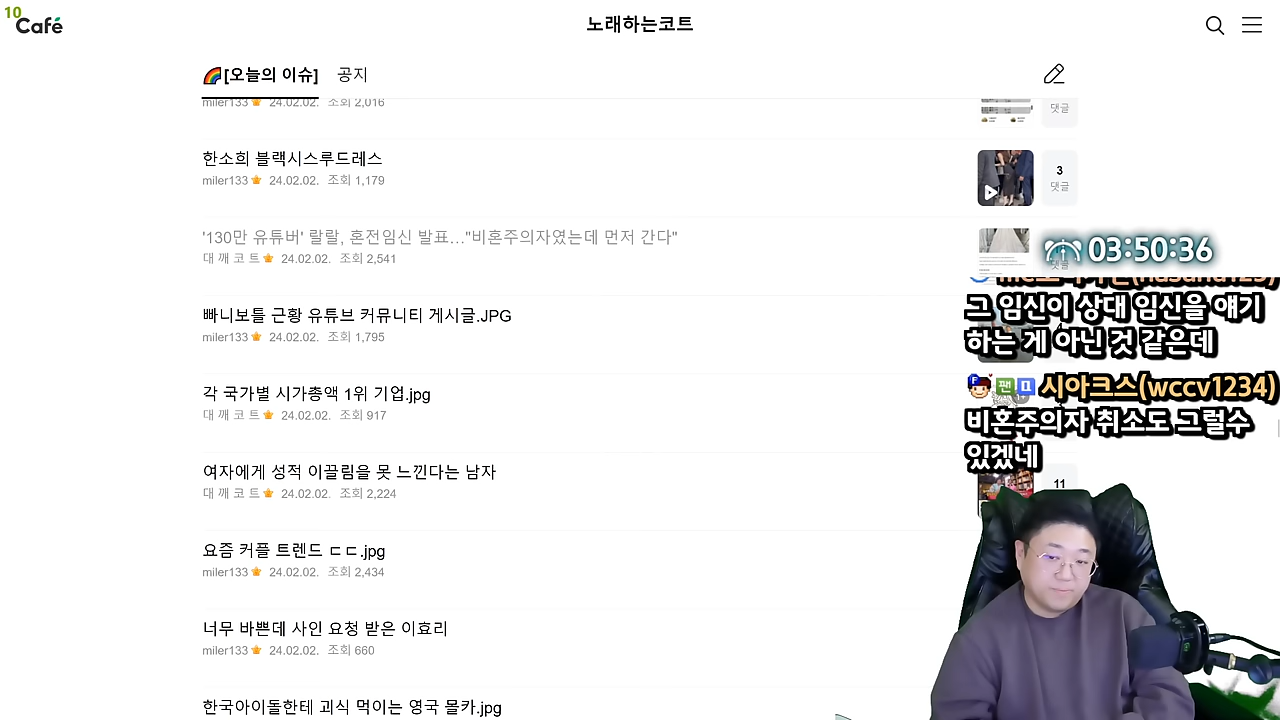 10
Café
노래하는코트
🌈[오늘의 이슈]
공지
miler133 24.02.02. 조회 2,016
댓글
한소희 블랙시스루드레스
miler133 24.02.02. 조회 1,179
3
댓글
'130만 유튜버' 랄랄, 혼전임신 발표…"비혼주의자였는데 먼저 간다"
대 깨 코 트 24.02.02. 조회 2,541
댓글
03:50:36
그 임신이 상대 임신을 얘기
하는 게 아닌 것 같은데
빠니보틀 근황 유튜브 커뮤니티 게시글.JPG
miler133 24.02.02. 조회 1,795
팬 시아크스(wccv1234)
비혼주의자 취소도 그럴수
있겠네
각 국가별 시가총액 1위 기업.jpg
대 깨 코 트 24.02.02. 조회 917
여자에게 성적 이끌림을 못 느낀다는 남자
대 깨 코 트 24.02.02. 조회 2,224
11
요즘 커플 트렌드 ㄷㄷ.jpg
miler133 24.02.02. 조회 2,434
너무 바쁜데 사인 요청 받은 이효리
miler133 24.02.02. 조회 660
한국아이돌한테 괴식 먹이는 영국 몰카.jpg